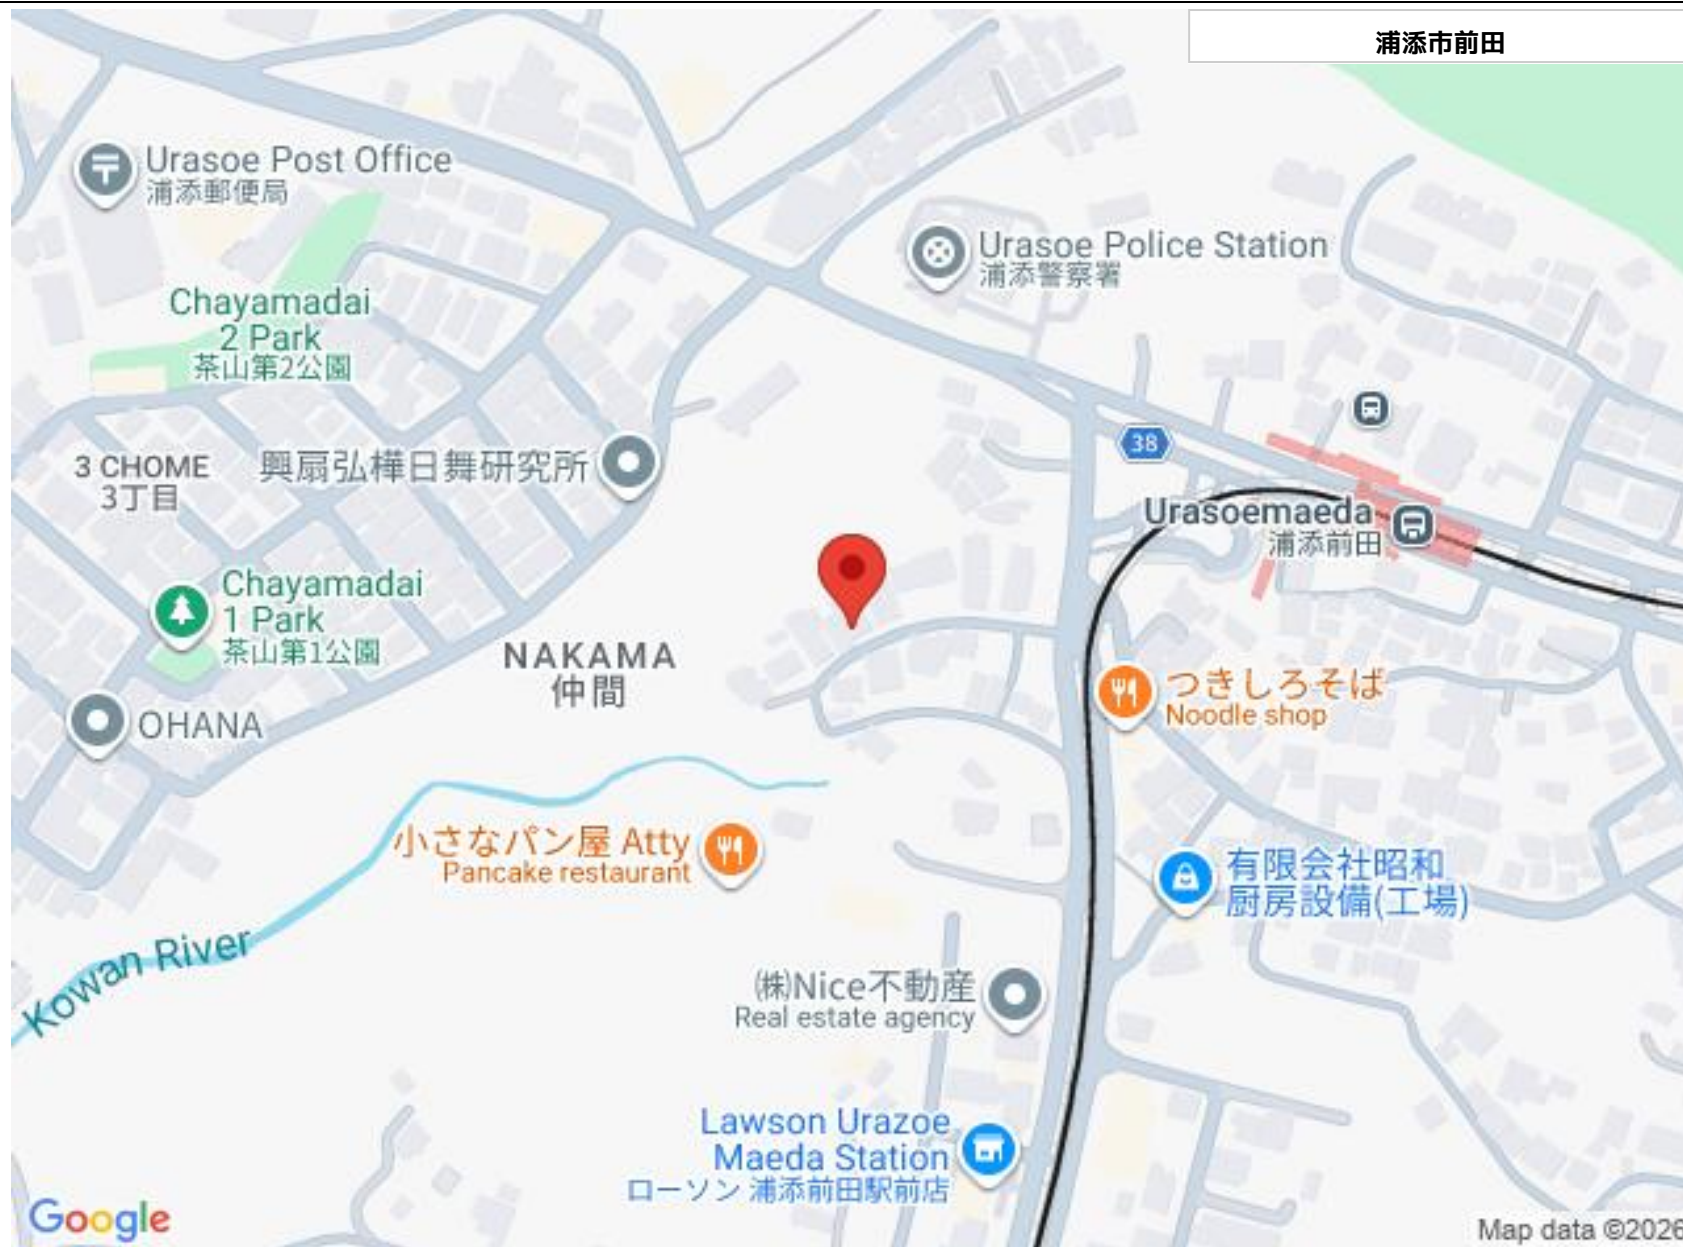 浦添市前田
Urasoe Post Office
浦添郵便局
Urasoe Police Station
浦添警察署
Chayamadai
2 Park
茶山第2公園
38
3 CHOME
3丁目
興扇弘樺日舞研究所
Urasoemaeda
浦添前田
Chayamadai
1 Park
茶山第1公園
NAKAMA
仲間
つきしろそば
Noodle shop
OHANA
小さなパン屋 Atty
Pancake restaurant
有限会社昭和
厨房設備(工場)
Kowan River
㈱Nice不動産
Real estate agency
Lawson Urazoe
Maeda Station
ローソン 浦添前田駅前店
Google
Map data ©2026